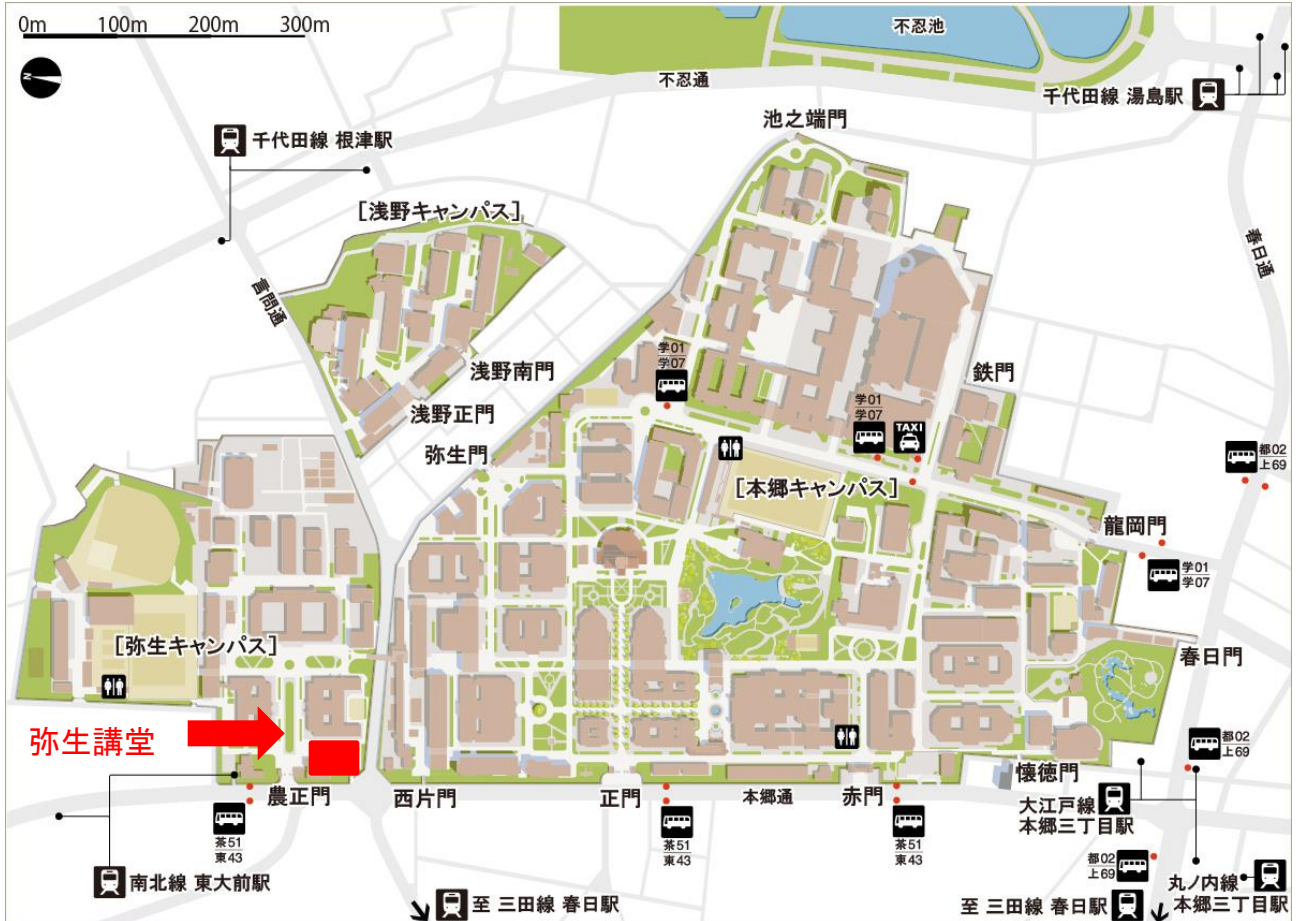 0m 100m 200m 300m
N
不忍池
不忍通
千代田線 湯島駅
池之端門
千代田線 根津駅
[浅野キャンパス]
春日通
言問通
学01
学07
浅野南門
鉄門
浅野正門
学01
学07
TAXI
弥生門
都02
上69
[本郷キャンパス]
龍岡門
学01
学07
[弥生キャンパス]
春日門
弥生講堂
都02
上69
懐徳門
農正門
西片門
正門
本郷通
赤門
大江戸線
本郷三丁目駅
茶51
東43
茶51
東43
茶51
東43
都02
上69
南北線 東大前駅
丸ノ内線
本郷三丁目駅
至 三田線 春日駅
至 三田線 春日駅